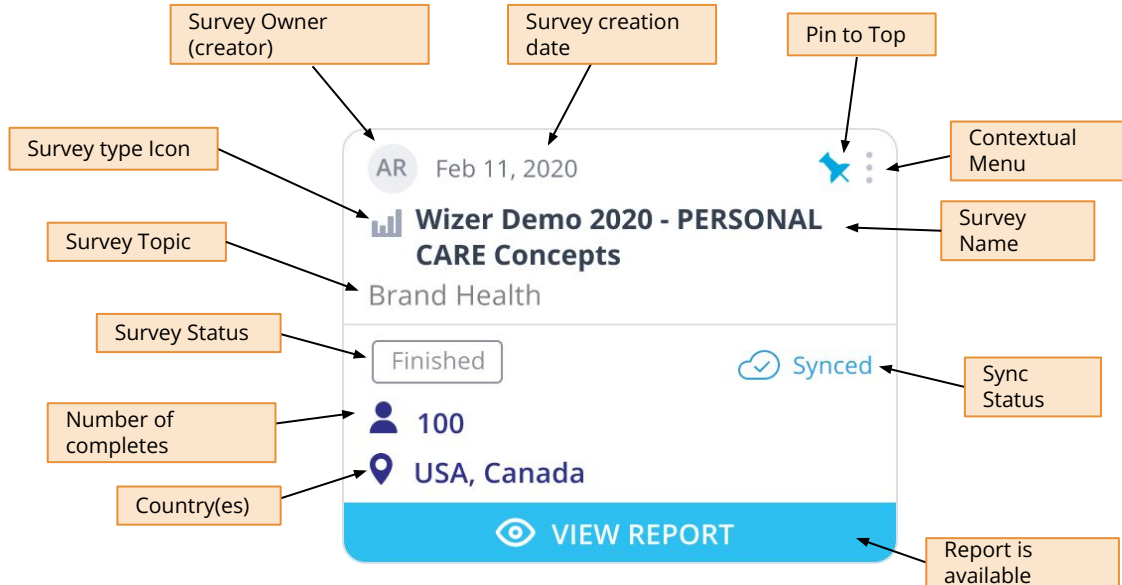 Survey Owner
(creator)
Survey creation
date
Pin to Top
Survey type Icon
Contextual
Menu
AR
Feb 11, 2020
Wizer Demo 2020 - PERSONAL
CARE Concepts
Survey
Name
Survey Topic
Brand Health
Survey Status
Finished
Synced
Sync
Status
Number of
completes
100
USA, Canada
Country(es)
VIEW REPORT
Report is
available